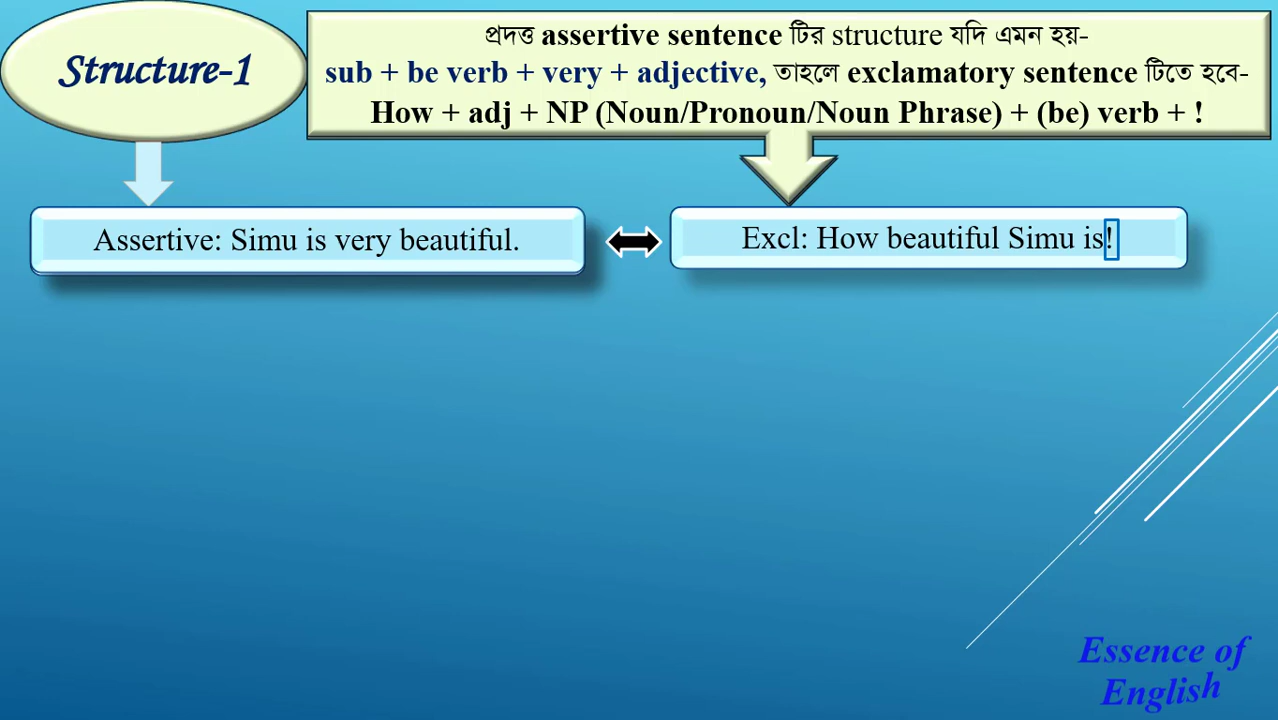 Structure-1
প্রদত্ত assertive sentence টির structure যদি এমন হয়-
sub + be verb + very + adjective, তাহলে exclamatory sentence টিতে হবে-
How + adj + NP (Noun/Pronoun/Noun Phrase) + (be) verb + !
Assertive: Simu is very beautiful.
Excl: How beautiful Simu is!
Essence of
English